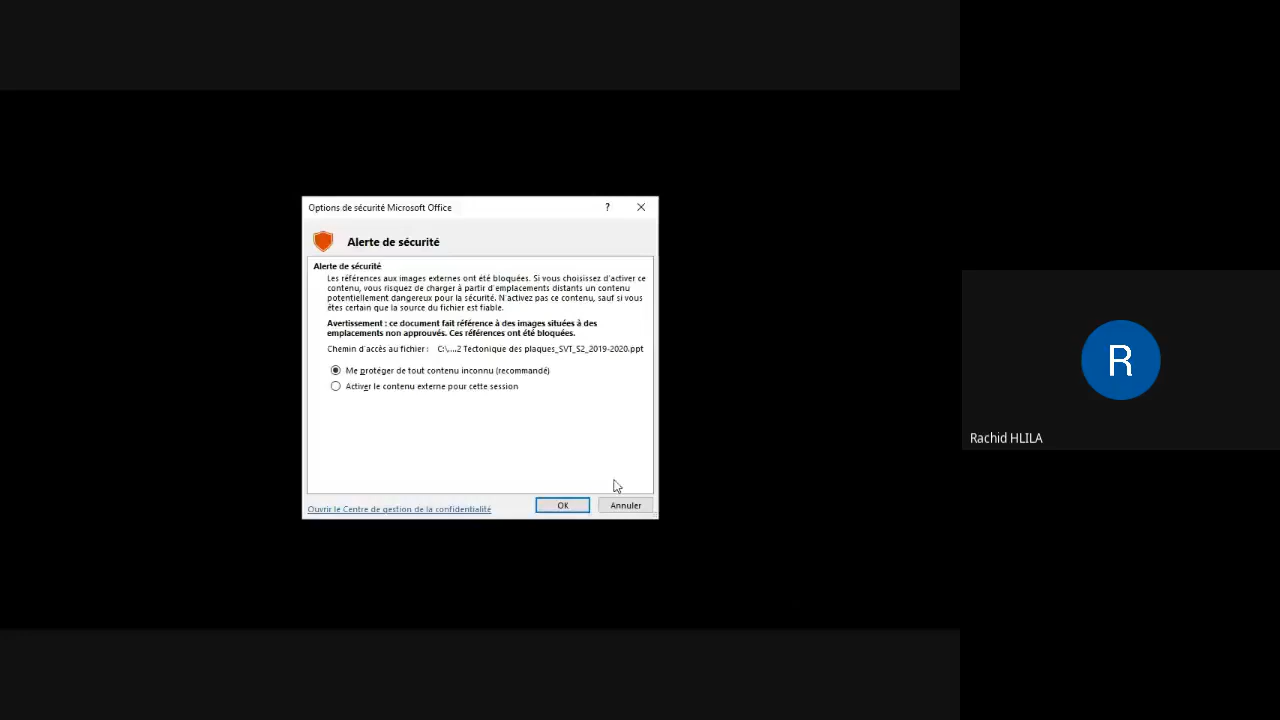 Options de sécurité Microsoft Office
?
Alerte de sécurité
Alerte de sécurité
Les références aux images externes ont été bloquées. Si vous choisissez d'activer ce
contenu, vous risquez de charger à partir d'emplacements distants un contenu
potentiellement dangereux pour la sécurité. N'activez pas ce contenu, sauf si vous
êtes certain que la source du fichier est fiable.
Avertissement : ce document fait référence à des images situées à des
emplacements non approuvés. Ces références ont été bloquées.
Chemin d'accès au fichier : C:\,...2 Tectonique des plaques_SVT_S2_2019-2020.ppt
Me protéger de tout contenu inconnu (recommandé)
Activer le contenu externe pour cette session
Ouvrir le Centre de gestion de la confidentialité
OK
Annuler
R
Rachid HLILA